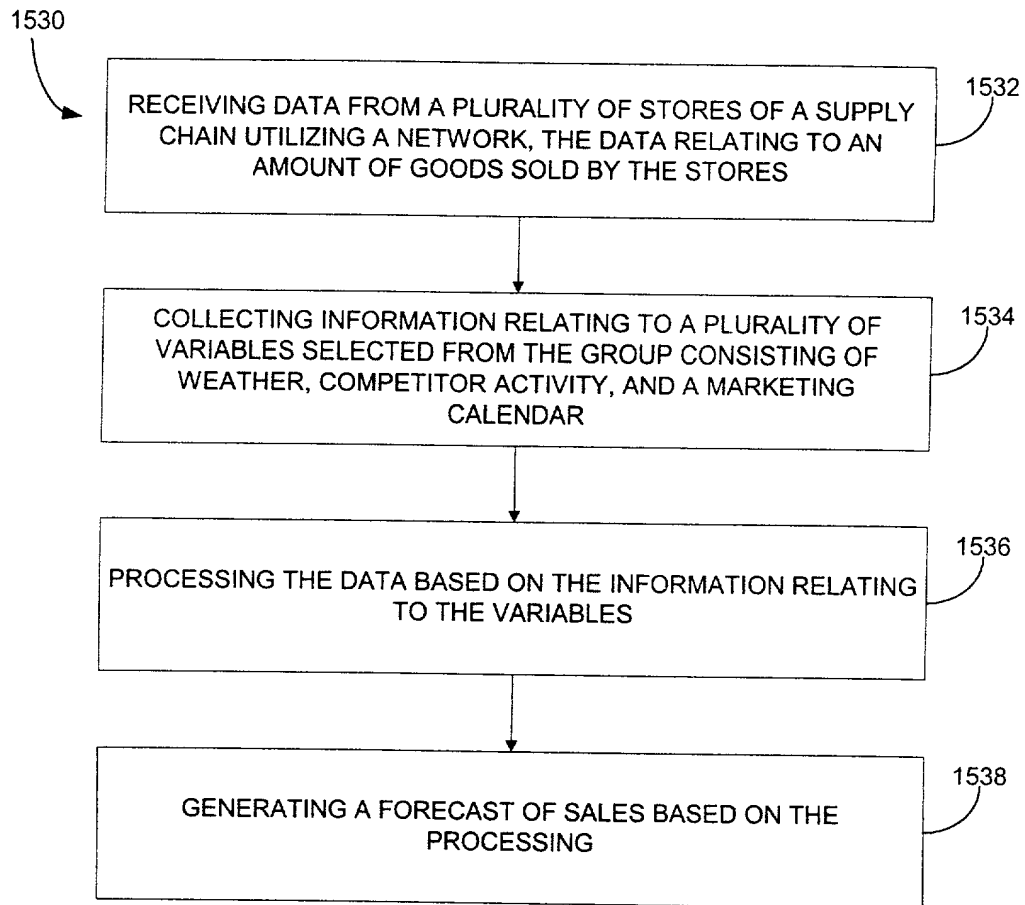 1530
1532
RECEIVING DATA FROM A PLURALITY OF STORES OF A SUPPLY
CHAIN UTILIZING A NETWORK, THE DATA RELATING TO AN
AMOUNT OF GOODS SOLD BY THE STORES
1534
COLLECTING INFORMATION RELATING TO A PLURALITY OF
VARIABLES SELECTED FROM THE GROUP CONSISTING OF
WEATHER, COMPETITOR ACTIVITY, AND A MARKETING
CALENDAR
1536
PROCESSING THE DATA BASED ON THE INFORMATION RELATING
TO THE VARIABLES
1538
GENERATING A FORECAST OF SALES BASED ON THE
PROCESSING